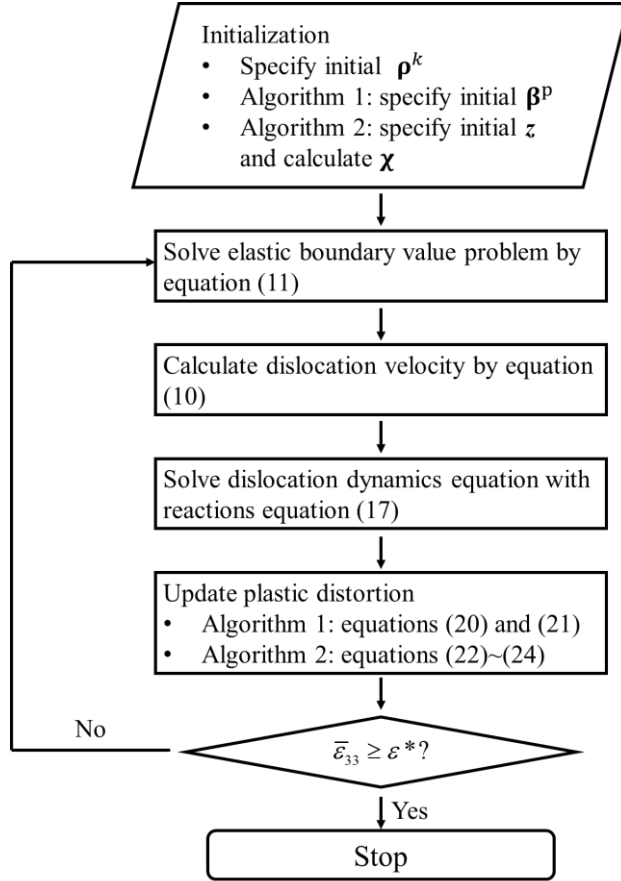 Initialization
• Specify initial 𝛒ᵏ
• Algorithm 1: specify initial 𝛃ᵖ
• Algorithm 2: specify initial 𝒛
and calculate 𝛘
Solve elastic boundary value problem by
equation (11)
Calculate dislocation velocity by equation
(10)
Solve dislocation dynamics equation with
reactions equation (17)
Update plastic distortion
• Algorithm 1: equations (20) and (21)
• Algorithm 2: equations (22)~(24)
No
ε̅₃₃ ≥ ε*?
Yes
Stop